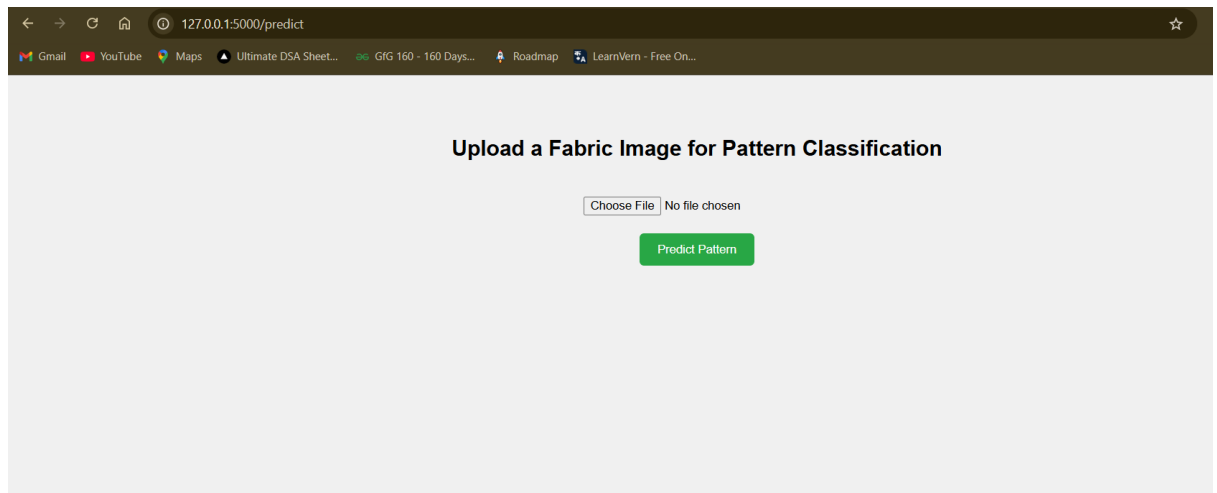 127.0.0.1:5000/predict
Gmail YouTube Maps Ultimate DSA Sheet... GfG 160 - 160 Days... Roadmap LearnVern - Free On...
Upload a Fabric Image for Pattern Classification
Choose File No file chosen
Predict Pattern